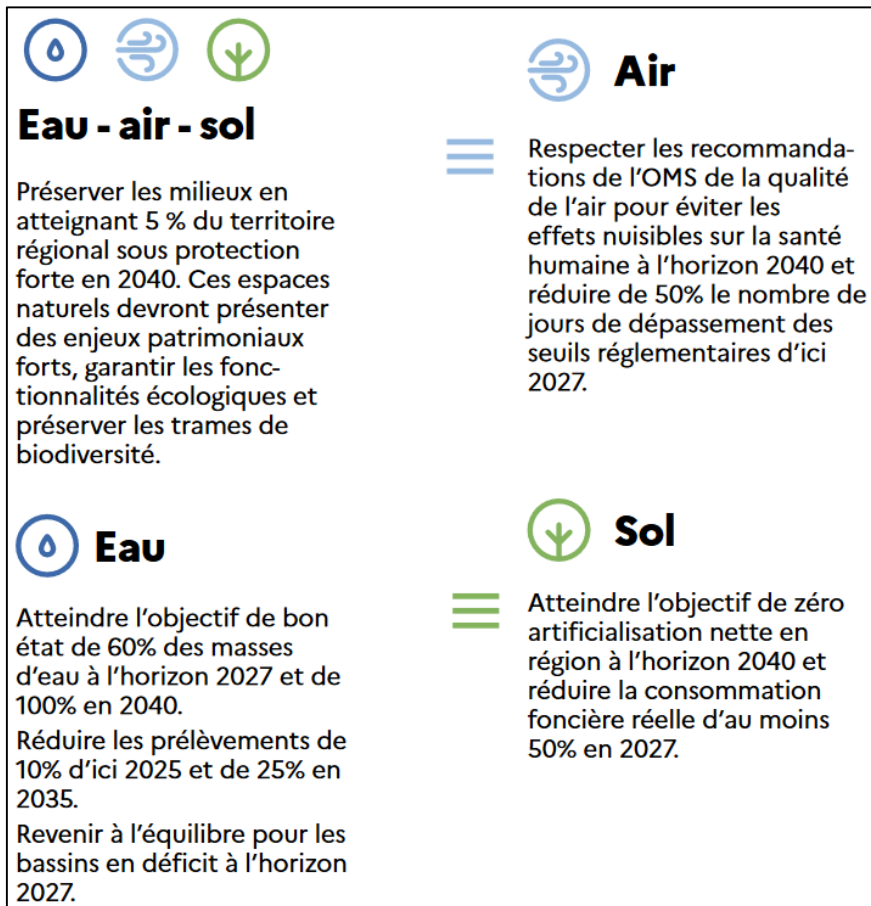 Eau - air - sol
Préserver les milieux en
atteignant 5 % du territoire
régional sous protection
forte en 2040. Ces espaces
naturels devront présenter
des enjeux patrimoniaux
forts, garantir les fonc-
tionnalités écologiques et
préserver les trames de
biodiversité.
Air
Respecter les recommanda-
tions de l’OMS de la qualité
de l’air pour éviter les
effets nuisibles sur la santé
humaine à l’horizon 2040 et
réduire de 50% le nombre de
jours de dépassement des
seuils réglementaires d’ici
2027.
Eau
Atteindre l’objectif de bon
état de 60% des masses
d’eau à l’horizon 2027 et de
100% en 2040.
Réduire les prélèvements de
10% d’ici 2025 et de 25% en
2035.
Revenir à l’équilibre pour les
bassins en déficit à l’horizon
2027.
Sol
Atteindre l’objectif de zéro
artificialisation nette en
région à l’horizon 2040 et
réduire la consommation
foncière réelle d’au moins
50% en 2027.